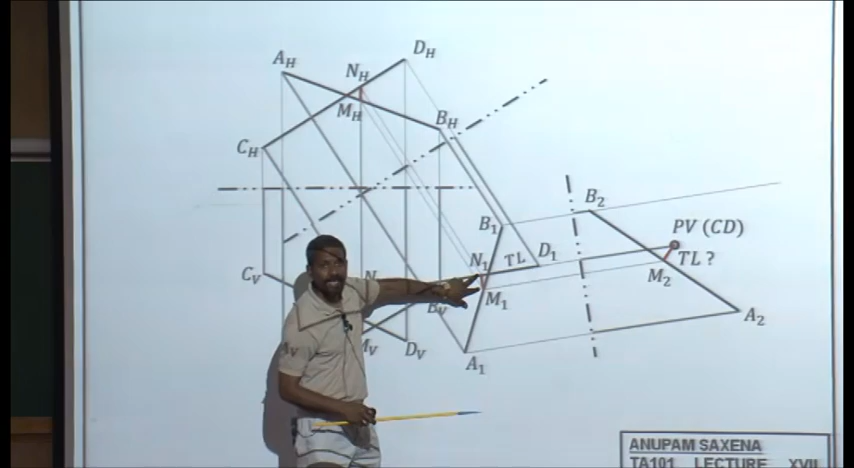 A_H
D_H
N_H
M_H
B_H
C_H
B_2
B_1
PV (CD)
N_1
TL
D_1
TL ?
C_V
N
M_2
M_1
B_V
A_2
A_V
M_V
D_V
A_1
ANUPAM SAXENA
TA101 LECTURE XVII